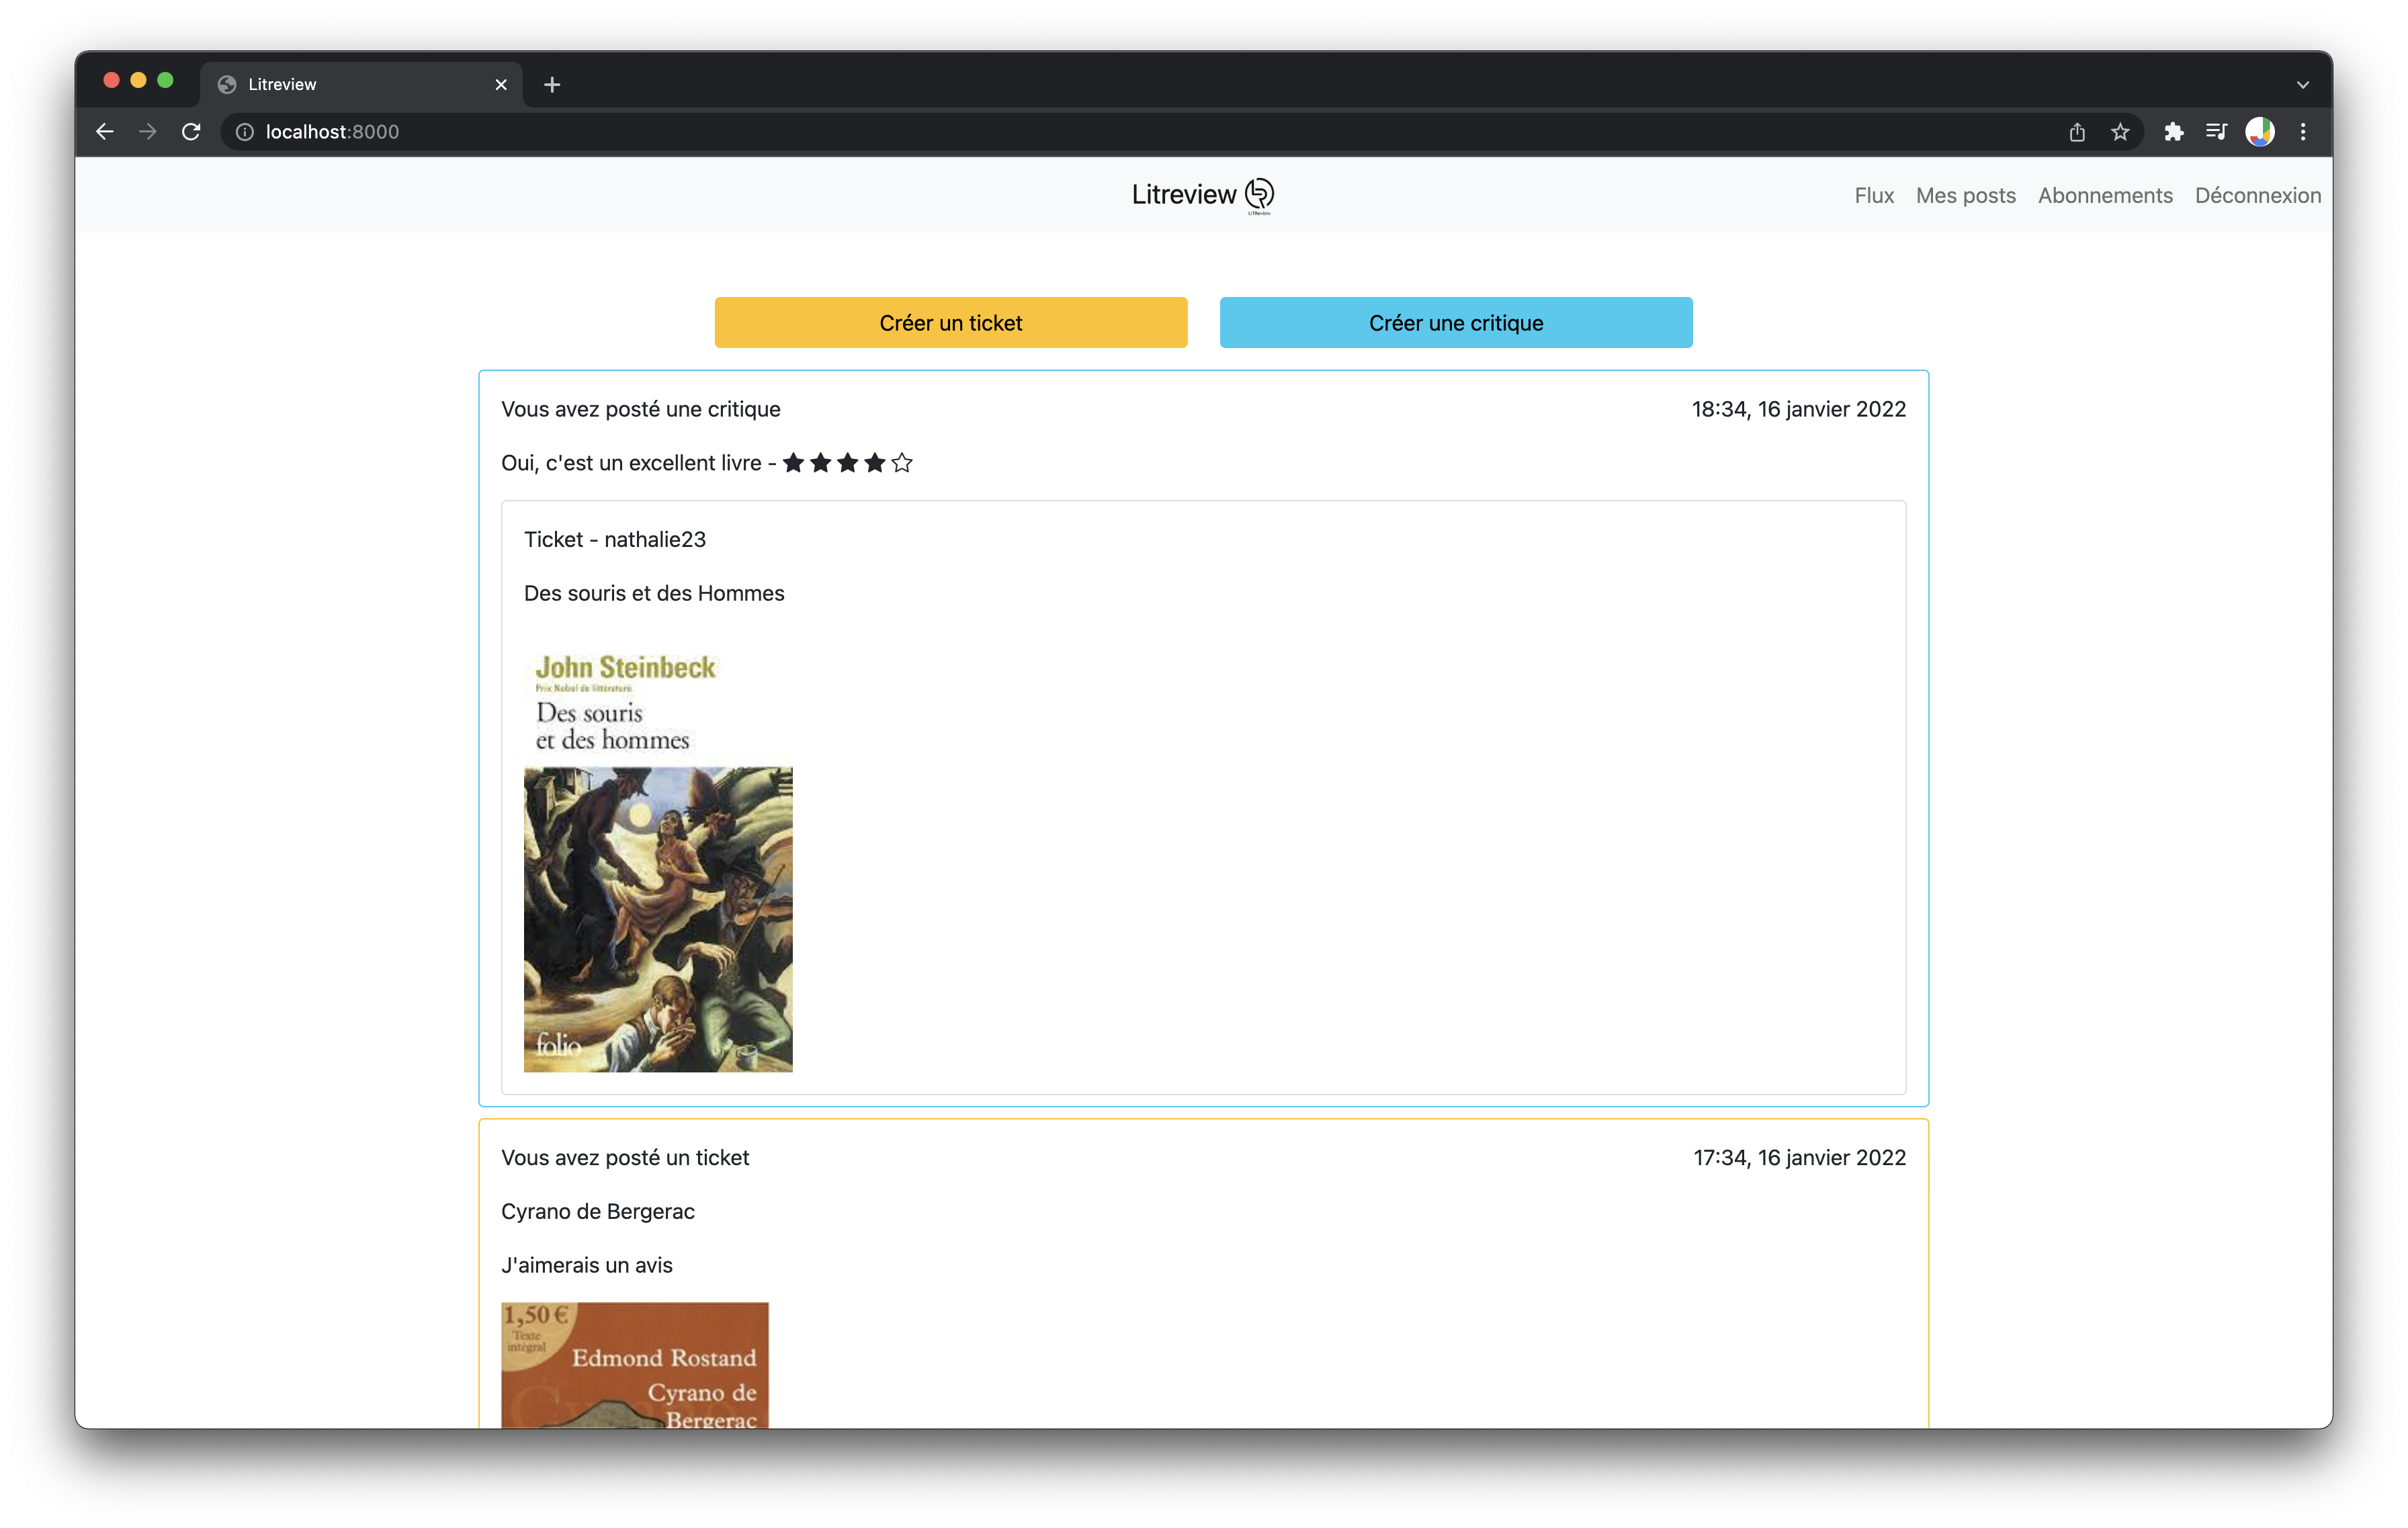 Litreview
localhost:8000
Litreview
LITReview
Flux Mes posts Abonnements Déconnexion
Créer un ticket Créer une critique
Vous avez posté une critique 18:34, 16 janvier 2022
Oui, c'est un excellent livre - ★★★★☆
Ticket - nathalie23
Des souris et des Hommes
John Steinbeck
Prix Nobel de littérature
Des souris
et des hommes
folio
Vous avez posté un ticket 17:34, 16 janvier 2022
Cyrano de Bergerac
J'aimerais un avis
1,50 €
Texte
intégral
Edmond Rostand
Cyrano de
Bergerac